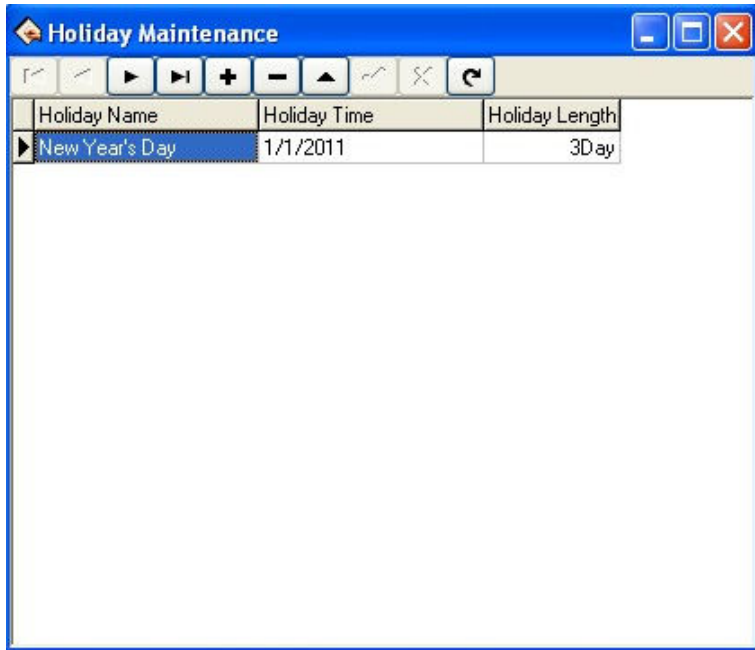 Holiday Maintenance
Holiday Name Holiday Time Holiday Length
New Year's Day 1/1/2011 3Day